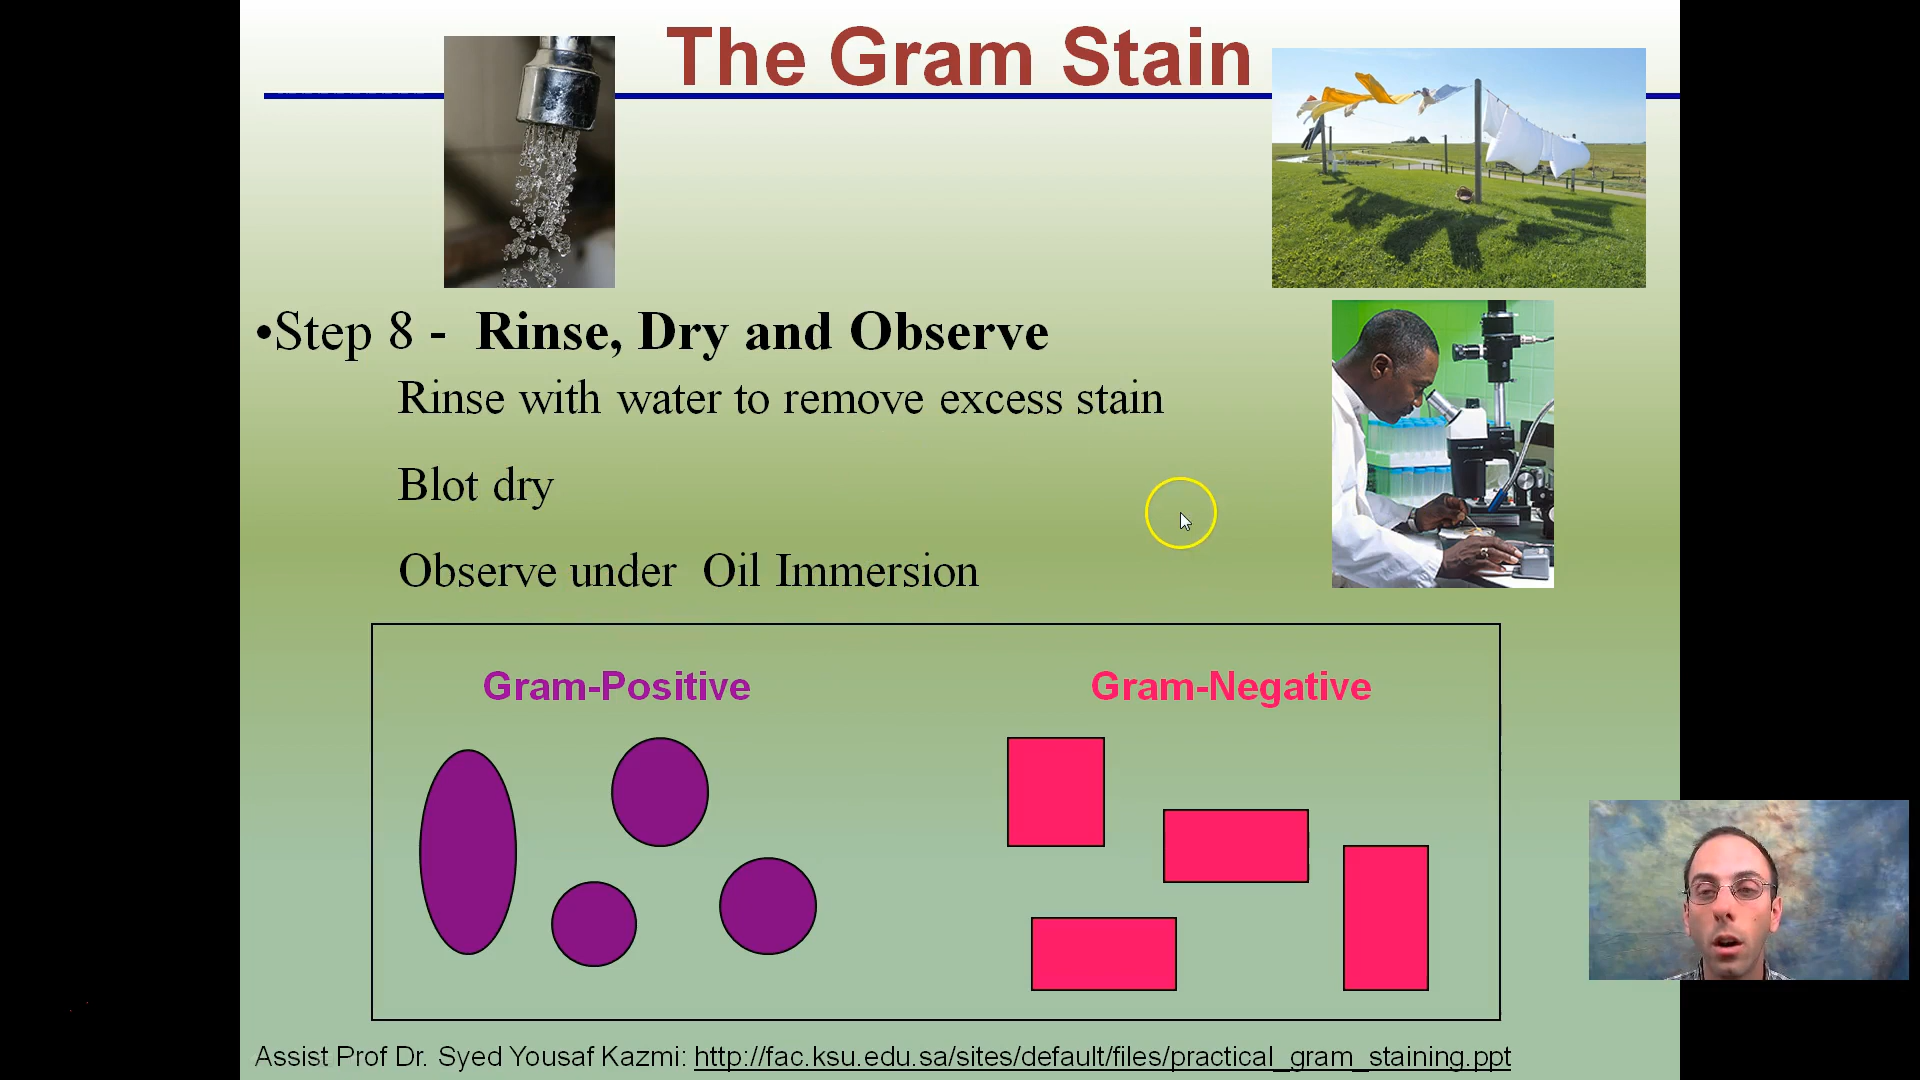 The Gram Stain
•Step 8 - Rinse, Dry and Observe
Rinse with water to remove excess stain
Blot dry
Observe under Oil Immersion
Gram-Positive
Gram-Negative
Assist Prof Dr. Syed Yousaf Kazmi: http://fac.ksu.edu.sa/sites/default/files/practical_gram_staining.ppt